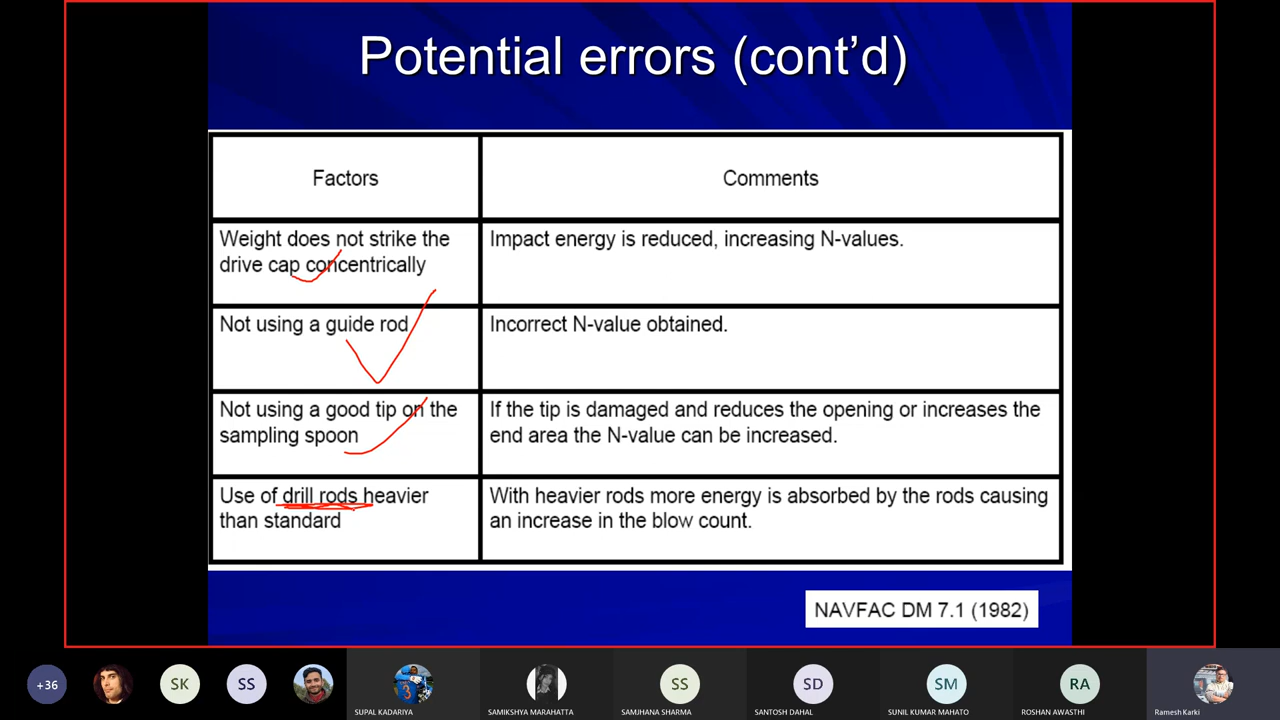 Potential errors (cont’d)
Factors
Comments
Weight does not strike the
drive cap concentrically
Impact energy is reduced, increasing N-values.
Not using a guide rod
Incorrect N-value obtained.
Not using a good tip on the
sampling spoon
If the tip is damaged and reduces the opening or increases the
end area the N-value can be increased.
Use of drill rods heavier
than standard
With heavier rods more energy is absorbed by the rods causing
an increase in the blow count.
NAVFAC DM 7.1 (1982)
+36
SK
SS
SUPAL KADARIYA
SAMIKSHYA MARAHATTA
SS
SAMJHANA SHARMA
SD
SANTOSH DAHAL
SM
SUNIL KUMAR MAHATO
RA
ROSHAN AWASTHI
Ramesh Karki